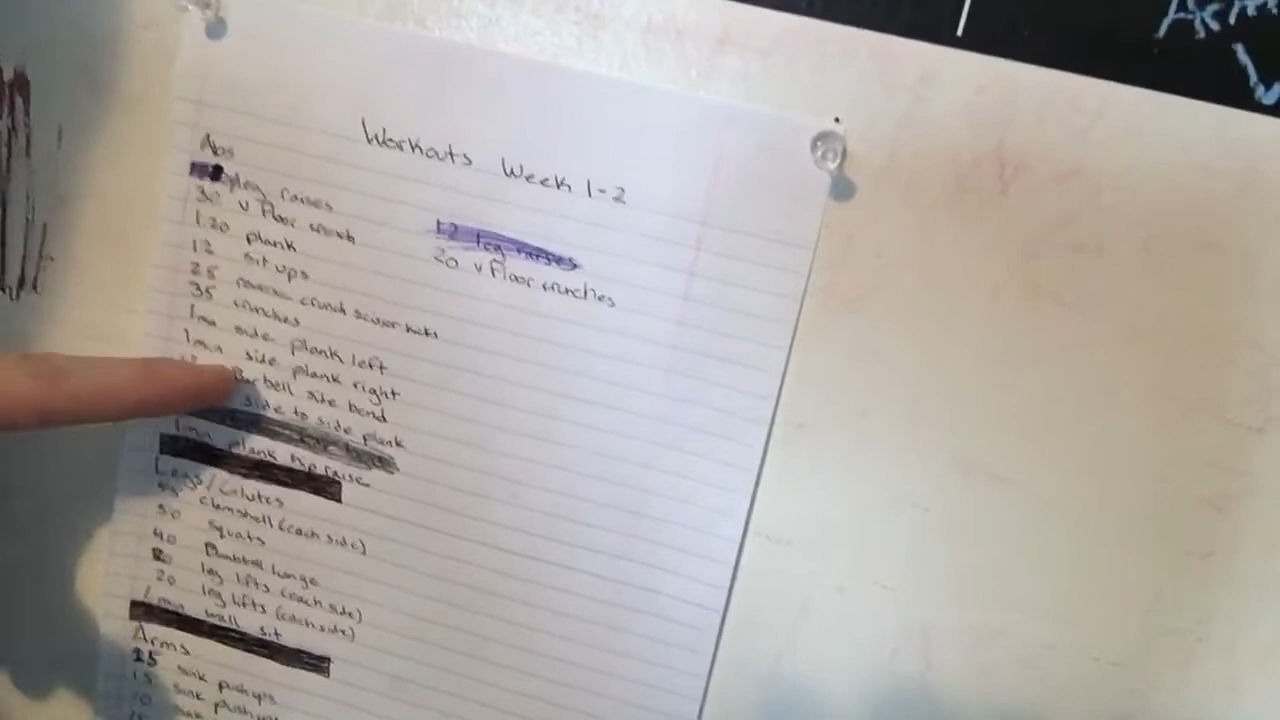 Workouts Week 1-2
Abs
leg raises
30 v floor
1.20 plank
12 sit ups
25 reverse crunch scissor kicks
35 crunches
1min side plank left
1min side plank right
Barbell side bend
side to side plank
1min plank hip raise
12 leg raises
20 v floor crunches
Legs/Glutes
clamshell (each side)
50 squats
40 lunge
leg lifts (each side)
20 leg lifts (each side)
1 min wall sit
Arms
15 sink pushups
10 sink pushups